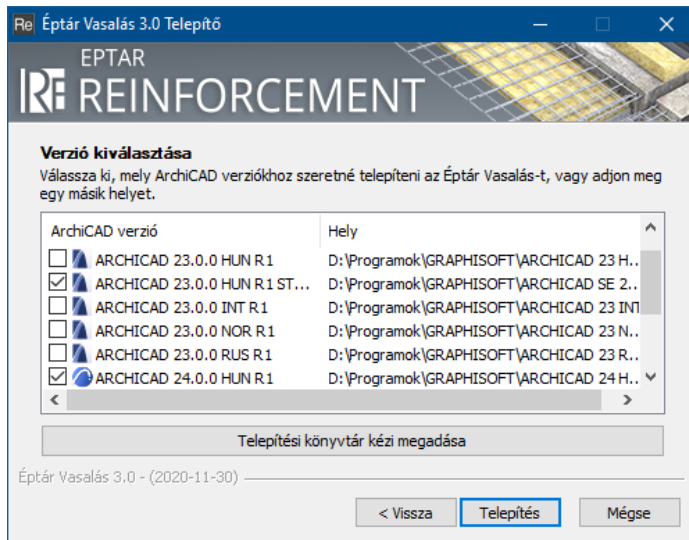 Re Éptár Vasalás 3.0 Telepítő
EPTAR
RE REINFORCEMENT
Verzió kiválasztása
Válassza ki, mely ArchiCAD verziókhoz szeretné telepíteni az Éptár Vasalás-t, vagy adjon meg
egy másik helyet.
ArchiCAD verzió Hely
ARCHICAD 23.0.0 HUN R1 D:\Programok\GRAPHISOFT\ARCHICAD 23 H..
ARCHICAD 23.0.0 HUN R1 ST... D:\Programok\GRAPHISOFT\ARCHICAD SE 2..
ARCHICAD 23.0.0 INT R1 D:\Programok\GRAPHISOFT\ARCHICAD 23 INT
ARCHICAD 23.0.0 NOR R1 D:\Programok\GRAPHISOFT\ARCHICAD 23 N..
ARCHICAD 23.0.0 RUS R1 D:\Programok\GRAPHISOFT\ARCHICAD 23 R..
ARCHICAD 24.0.0 HUN R1 D:\Programok\GRAPHISOFT\ARCHICAD 24 H..
Telepítési könyvtár kézi megadása
Éptár Vasalás 3.0 - (2020-11-30)
< Vissza Telepítés Mégse